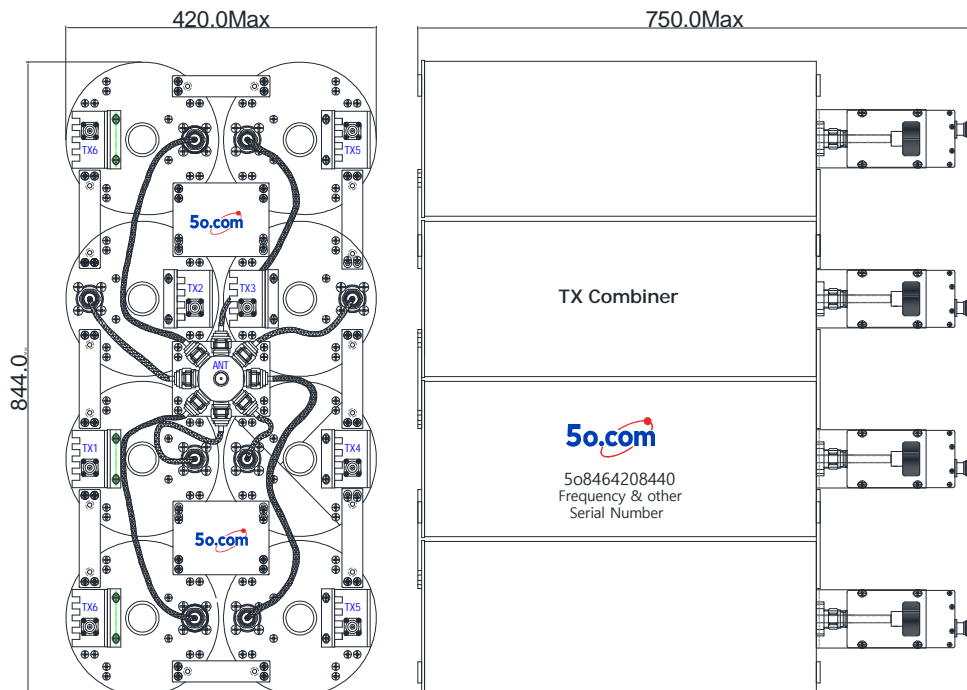 420.0Max
750.0Max
844.0
TX6
TX5
5o.com
TX2
TX3
TX Combiner
ANT
TX1
TX4
5o.com
5o8464208440
Frequency & other
Serial Number
5o.com
TX6
TX5